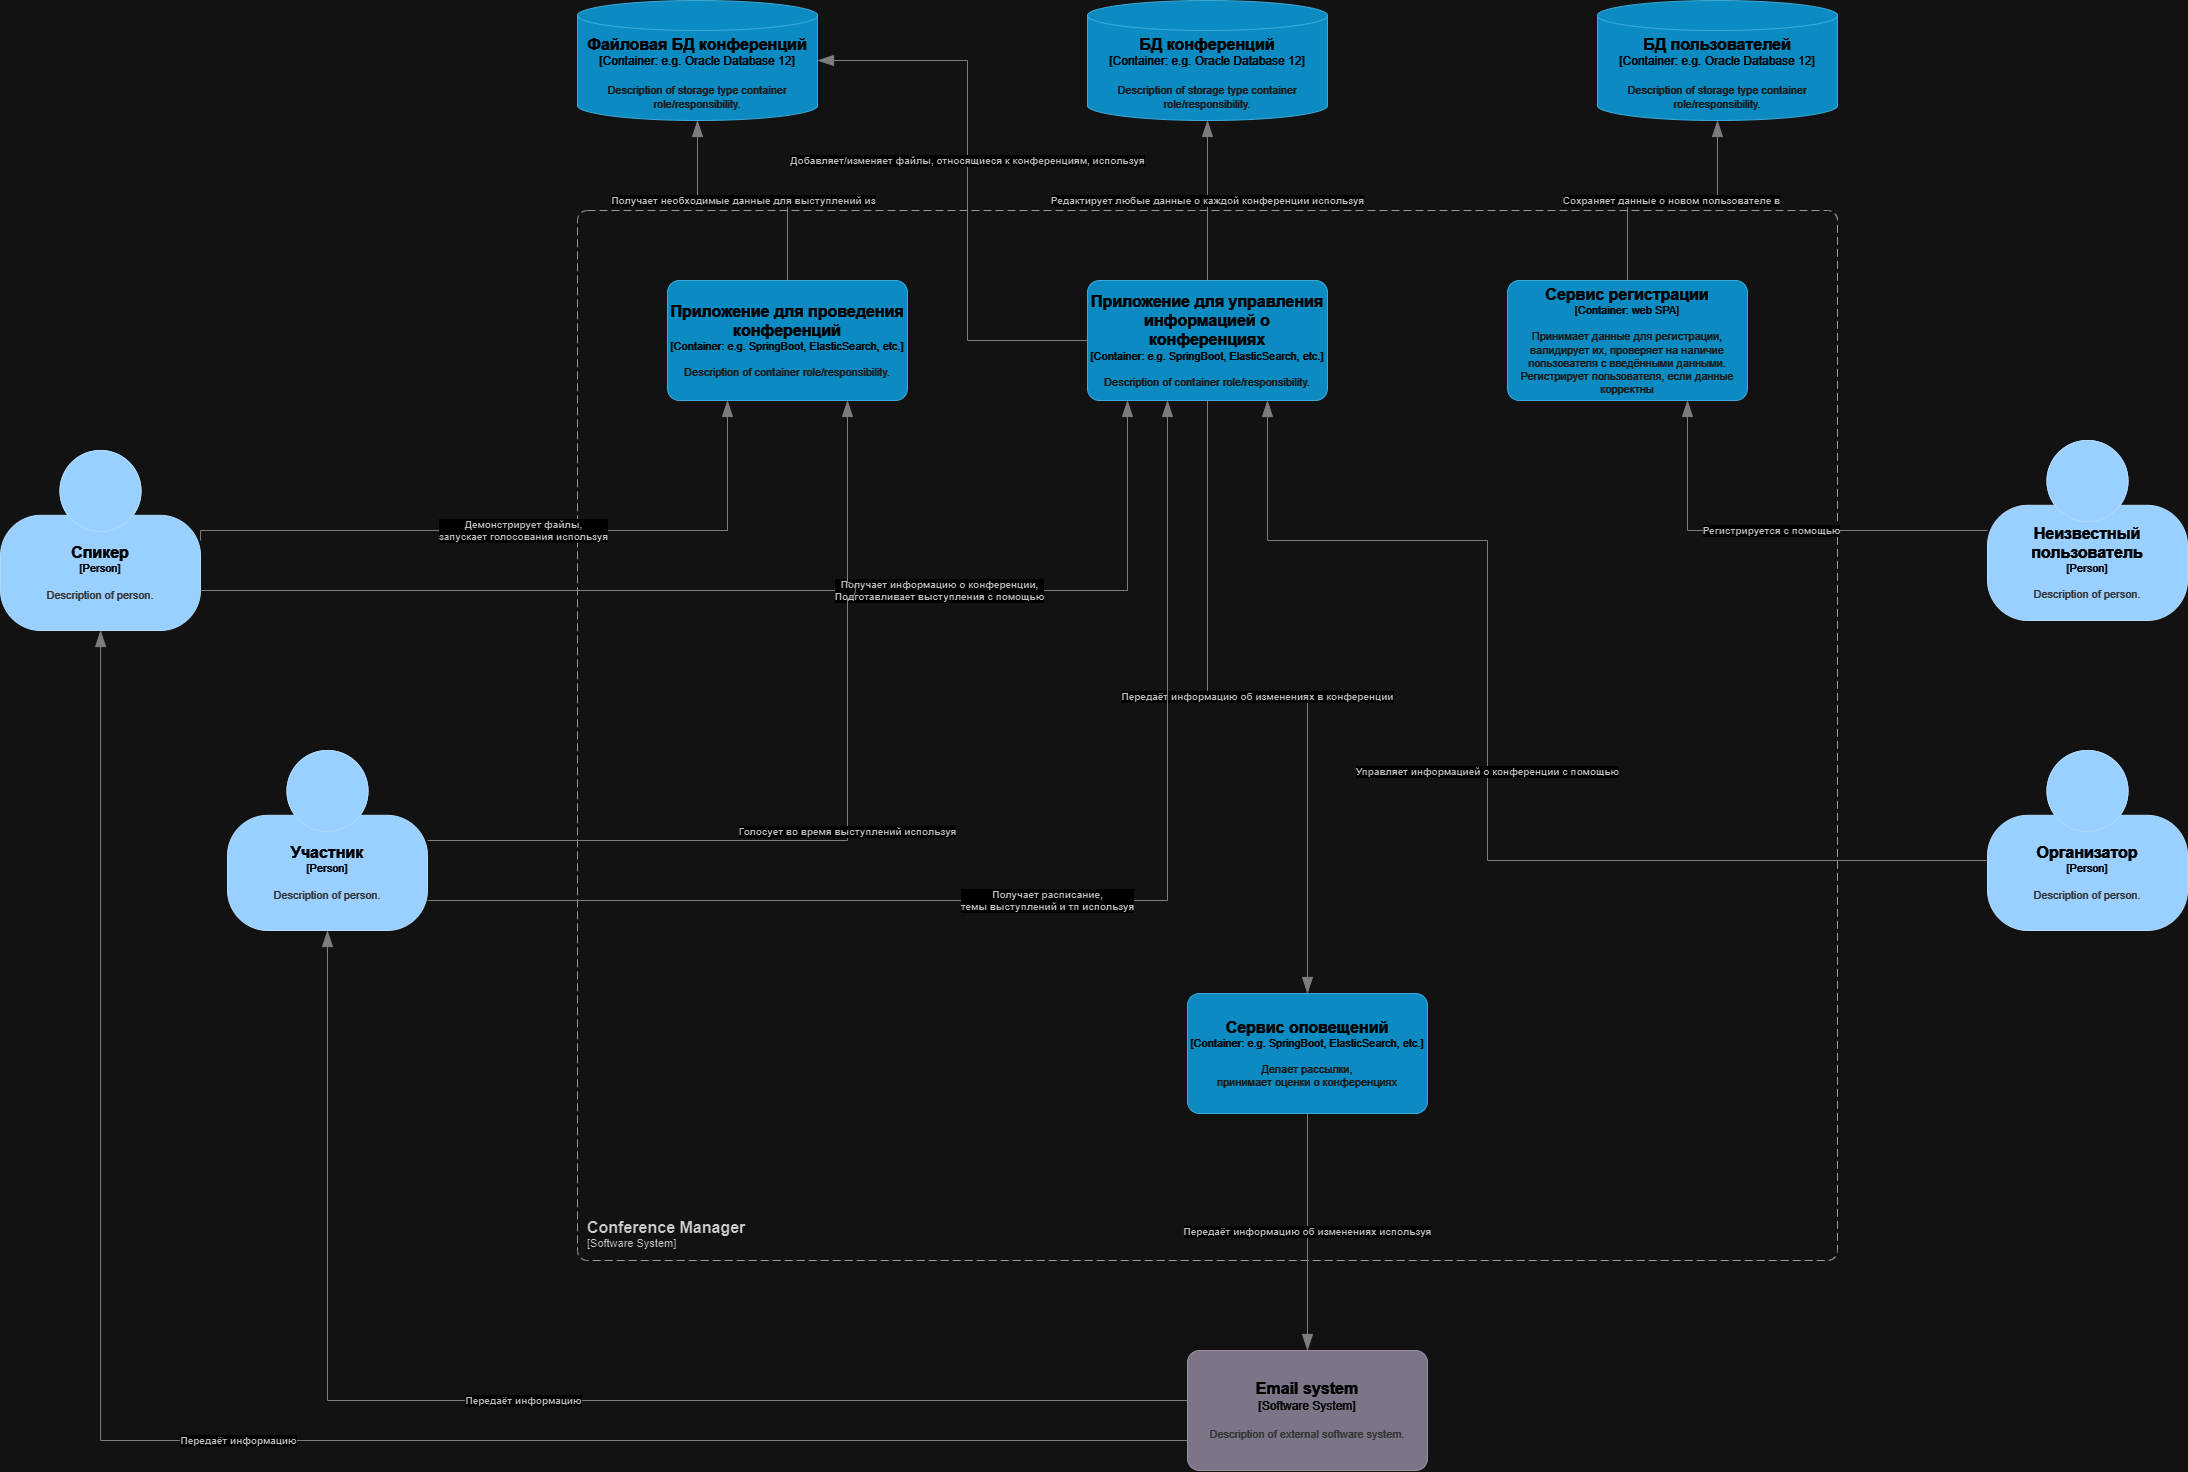 Файловая БД конференций
[Container: e.g. Oracle Database 12]
Description of storage type container
role/responsibility.
БД конференций
[Container: e.g. Oracle Database 12]
Description of storage type container
role/responsibility.
БД пользователей
[Container: e.g. Oracle Database 12]
Description of storage type container
role/responsibility.
Добавляет/изменяет файлы, относящиеся к конференциям, используя
Получает необходимые данные для выступлений из
Редактирует любые данные о каждой конференции используя
Сохраняет данные о новом пользователе в
Приложение для проведения
конференций
[Container: e.g. SpringBoot, ElasticSearch, etc.]
Description of container role/responsibility.
Приложение для управления
информацией о
конференциях
[Container: e.g. SpringBoot, ElasticSearch, etc.]
Description of container role/responsibility.
Сервис регистрации
[Container: web SPA]
Принимает данные для регистрации,
валидирует их, проверяет на наличие
пользователя с введёнными данными.
Регистрирует пользователя, если данные
корректны
Спикер
[Person]
Description of person.
Демонстрирует файлы,
запускает голосования используя
Регистрируется с помощью
Неизвестный
пользователь
[Person]
Description of person.
Получает информацию о конференции,
Подготавливает выступления с помощью
Передаёт информацию об изменениях в конференции
Управляет информацией о конференции с помощью
Участник
[Person]
Description of person.
Голосует во время выступлений используя
Получает расписание,
темы выступлений и тп используя
Организатор
[Person]
Description of person.
Сервис оповещений
[Container: e.g. SpringBoot, ElasticSearch, etc.]
Делает рассылки,
принимает оценки о конференциях
Conference Manager
[Software System]
Передаёт информацию об изменениях используя
Email system
[Software System]
Description of external software system.
Передаёт информацию
Передаёт информацию